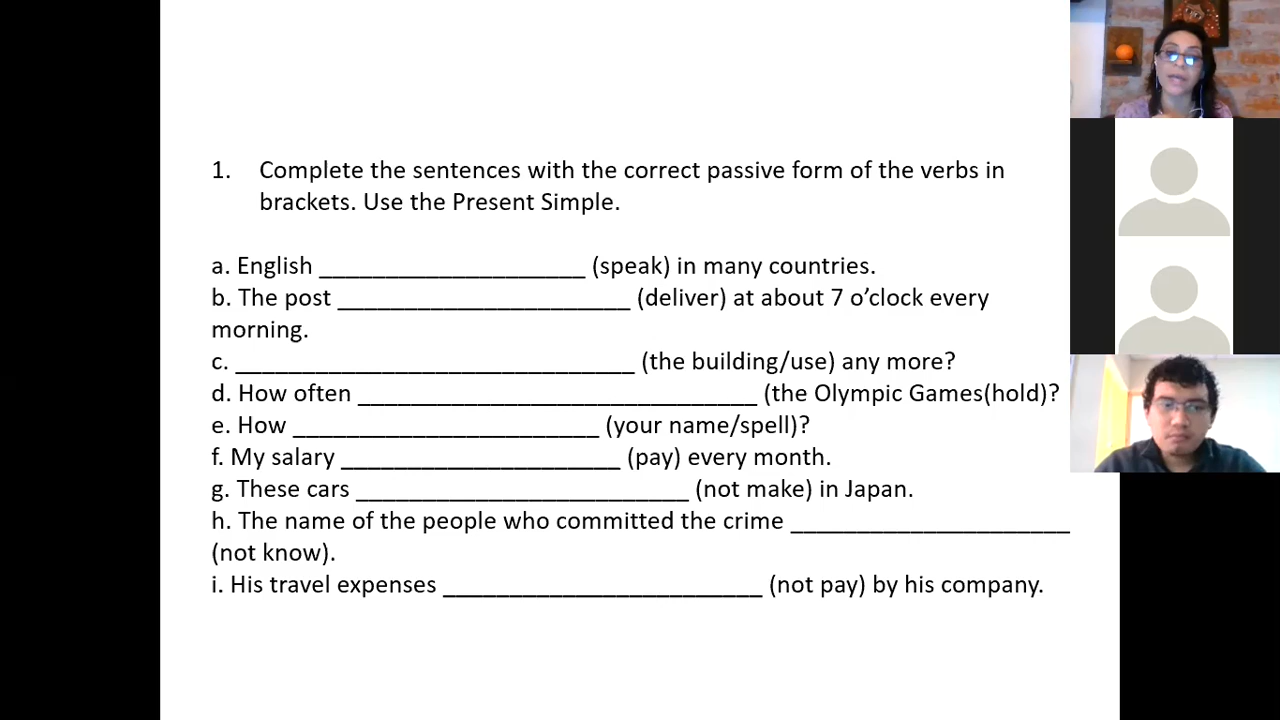 1. Complete the sentences with the correct passive form of the verbs in
brackets. Use the Present Simple.
a. English _____________________ (speak) in many countries.
b. The post _______________________ (deliver) at about 7 o’clock every
morning.
c. ________________________________ (the building/use) any more?
d. How often ________________________________ (the Olympic Games(hold)?
e. How ________________________ (your name/spell)?
f. My salary ______________________ (pay) every month.
g. These cars __________________________ (not make) in Japan.
h. The name of the people who committed the crime ______________________
(not know).
i. His travel expenses _________________________ (not pay) by his company.